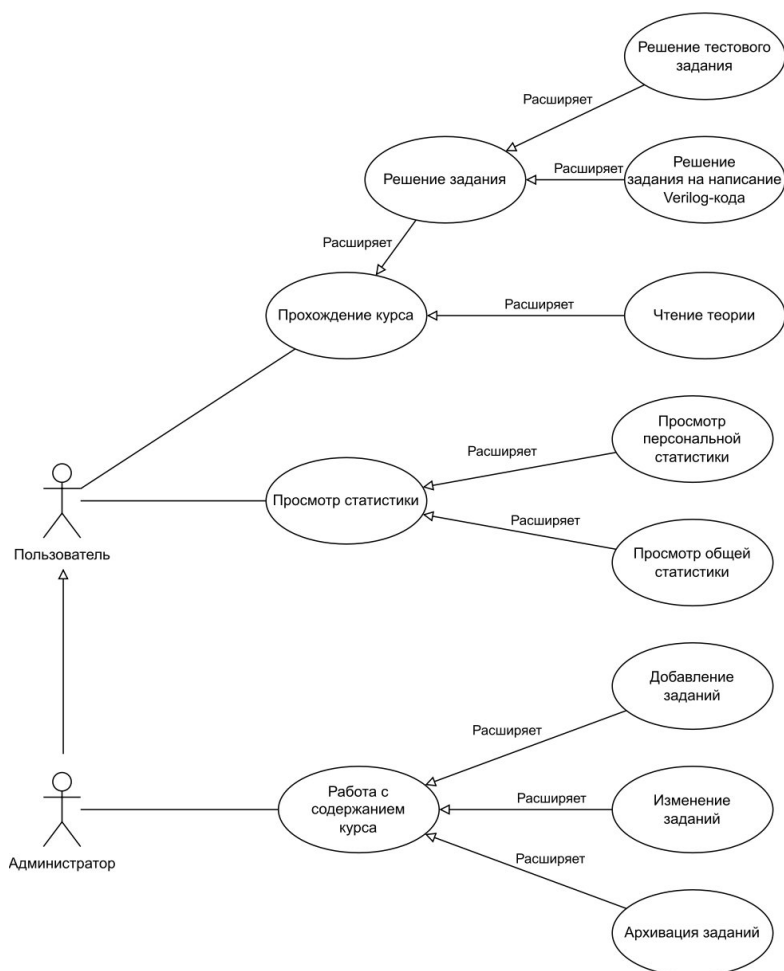 Решение тестового
задания
Расширяет
Решение задания
Расширяет
Решение
задания на написание
Verilog-кода
Расширяет
Прохождение курса
Расширяет
Чтение теории
Просмотр
персональной
статистики
Расширяет
Просмотр статистики
Расширяет
Просмотр общей
статистики
Пользователь
Добавление
заданий
Расширяет
Работа с
содержанием
курса
Расширяет
Изменение
заданий
Администратор
Расширяет
Архивация заданий